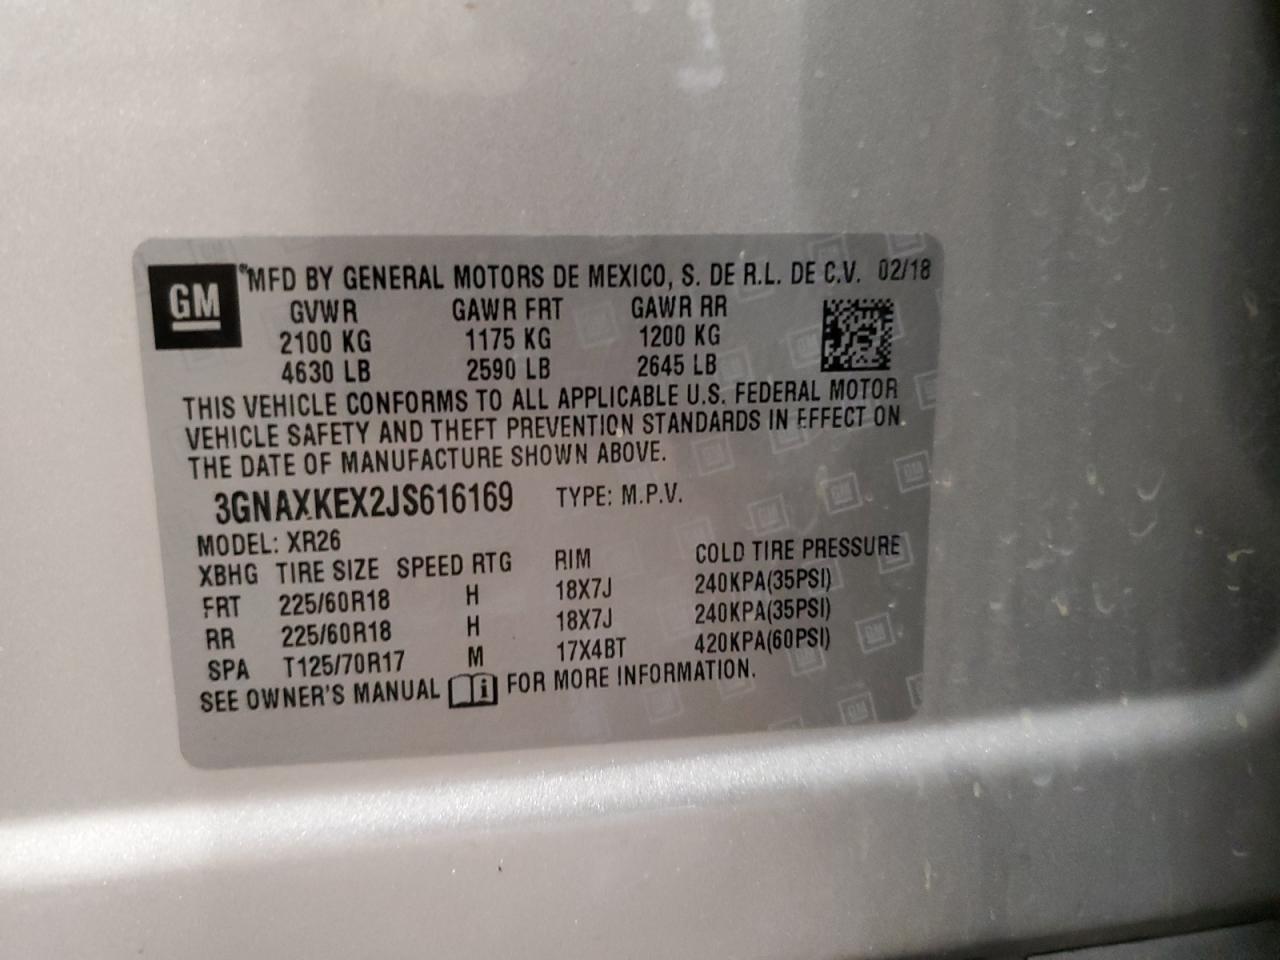 GM ® MFD BY GENERAL MOTORS DE MEXICO, S. DE R.L. DE C.V. 02/18
GVWR GAWR FRT GAWR RR
2100 KG 1175 KG 1200 KG
4630 LB 2590 LB 2645 LB
THIS VEHICLE CONFORMS TO ALL APPLICABLE U.S. FEDERAL MOTOR
VEHICLE SAFETY AND THEFT PREVENTION STANDARDS IN EFFECT ON
THE DATE OF MANUFACTURE SHOWN ABOVE.
3GNAXKEX2JS616169 TYPE: M.P.V.
MODEL: XR26
XBHG TIRE SIZE SPEED RTG RIM COLD TIRE PRESSURE
FRT 225/60R18 H 18X7J 240KPA(35PSI)
RR 225/60R18 H 18X7J 240KPA(35PSI)
SPA T125/70R17 M 17X4BT 420KPA(60PSI)
SEE OWNER'S MANUAL FOR MORE INFORMATION.